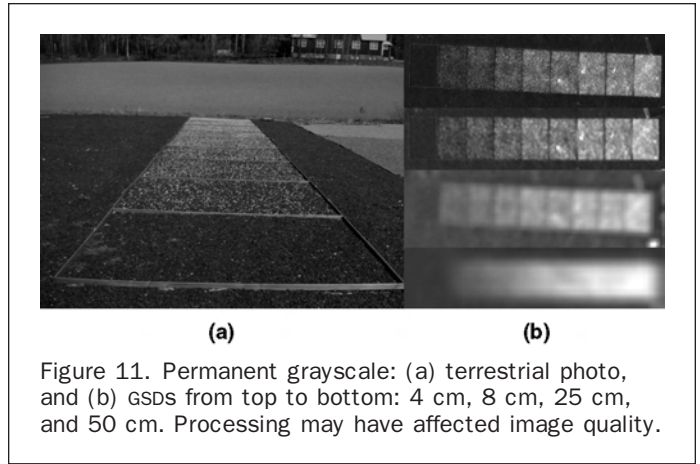 (a) (b)
Figure 11. Permanent grayscale: (a) terrestrial photo,
and (b) GSDs from top to bottom: 4 cm, 8 cm, 25 cm,
and 50 cm. Processing may have affected image quality.